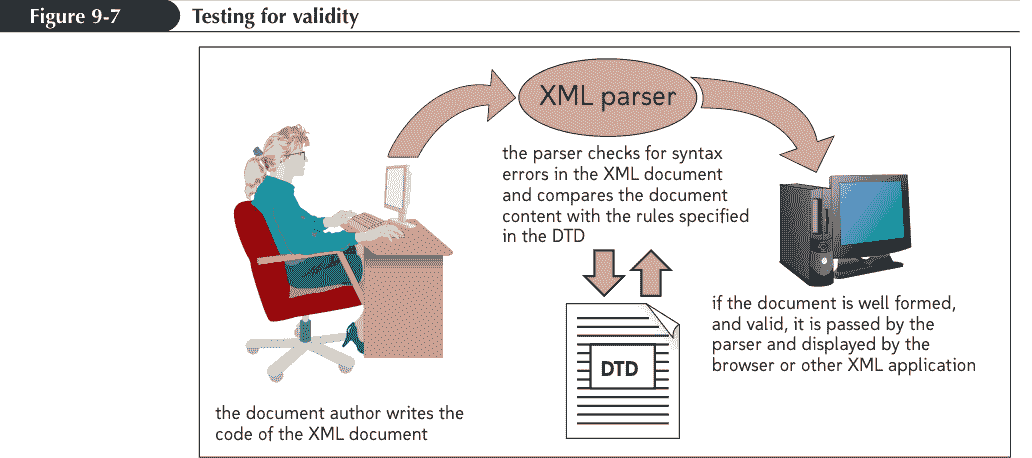 Figure 9-7
Testing for validity
XML parser
the parser checks for syntax
errors in the XML document
and compares the document
content with the rules specified
in the DTD
DTD
if the document is well formed,
and valid, it is passed by the
parser and displayed by the
browser or other XML application
the document author writes the
code of the XML document